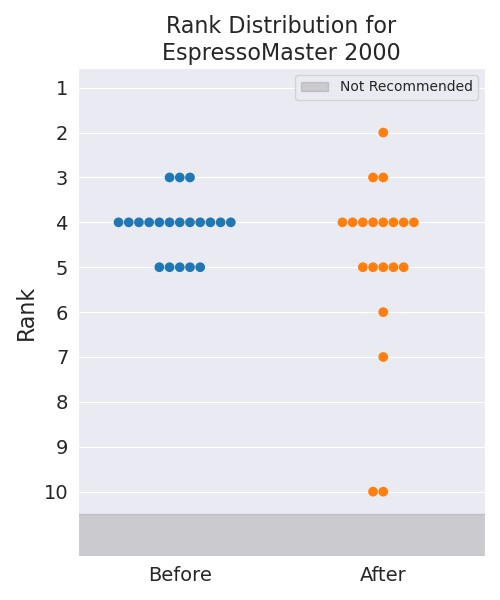 Rank Distribution for
EspressoMaster 2000
Not Recommended
1
2
3
4
5
6
7
8
9
10
Rank
Before
After